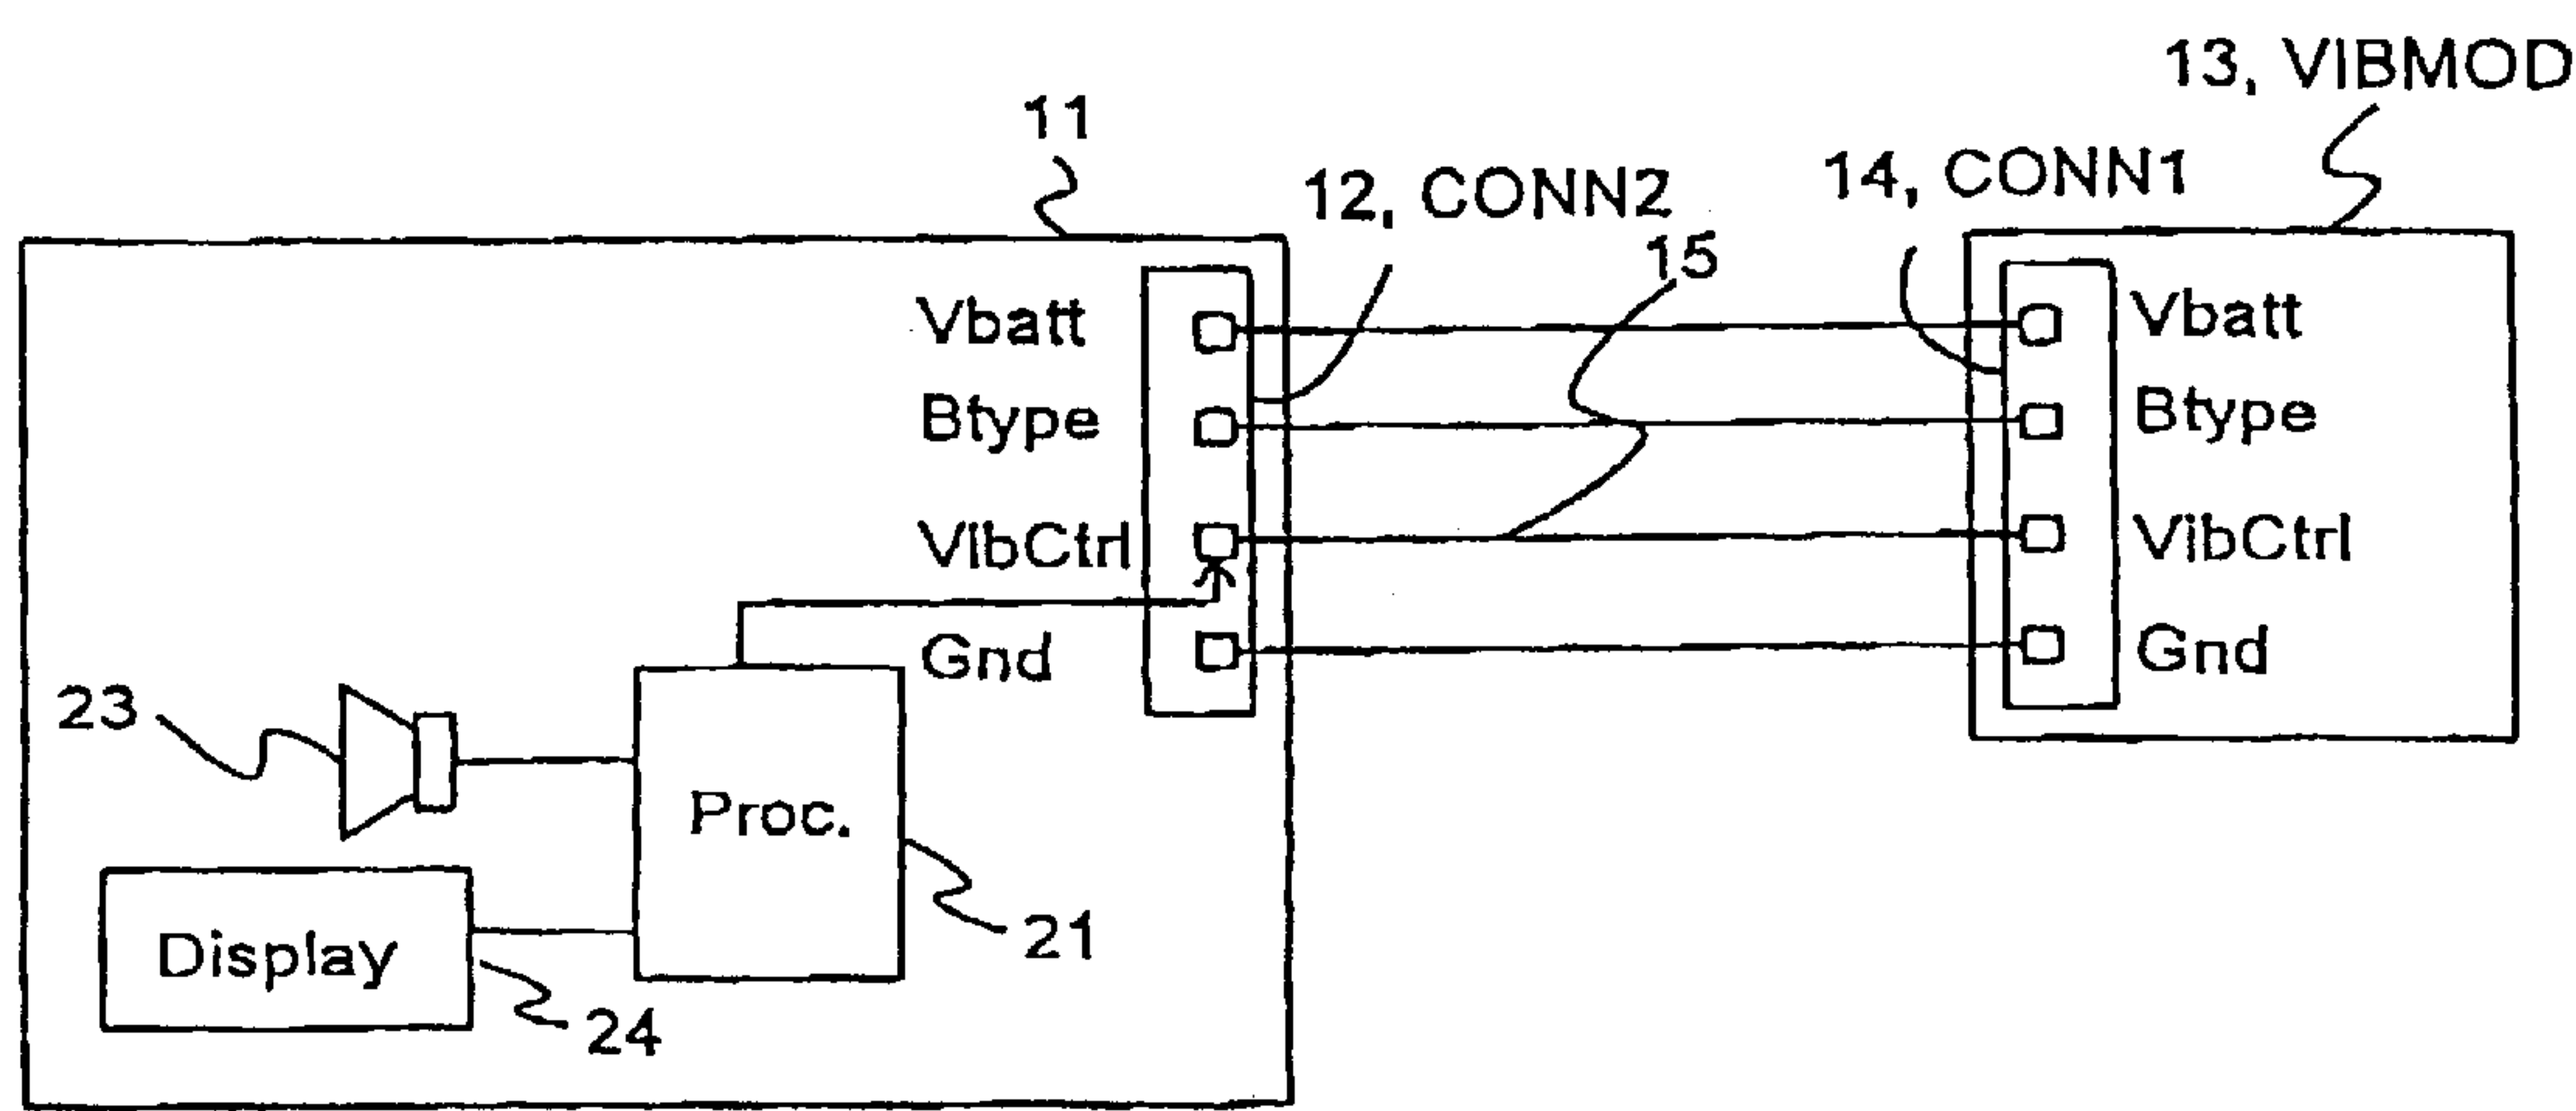 13, VIBMOD
11
12, CONN2
14, CONN1
15
Vbatt
Vbatt
Btype
Btype
VibCtrl
VibCtrl
Gnd
Gnd
23
Proc.
21
Display
24